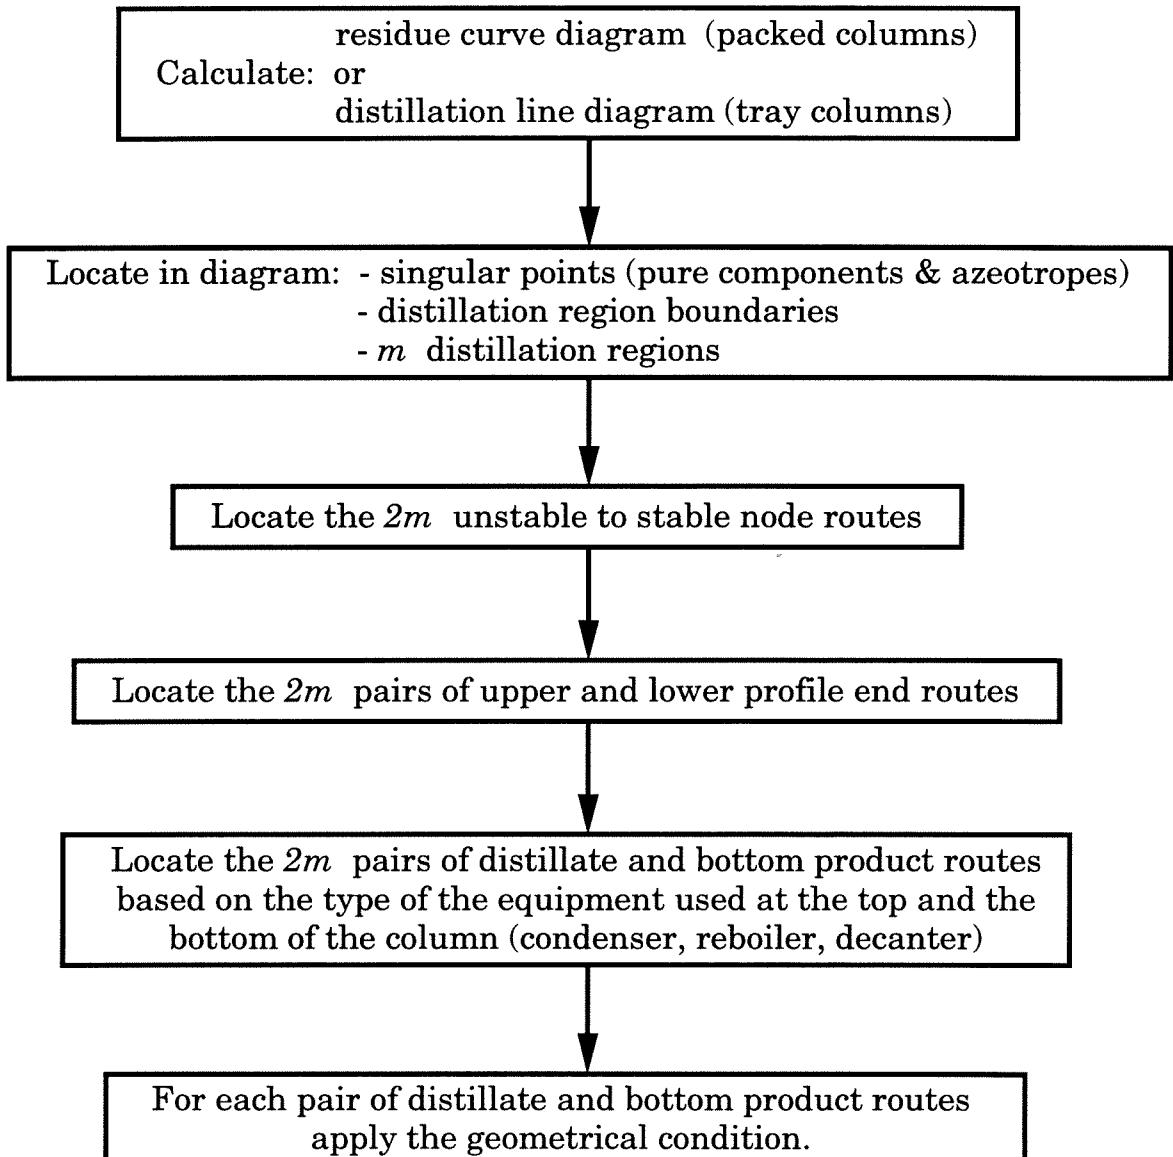 residue curve diagram (packed columns)
Calculate: or
distillation line diagram (tray columns)
Locate in diagram: - singular points (pure components & azeotropes)
- distillation region boundaries
- m distillation regions
Locate the 2m unstable to stable node routes
Locate the 2m pairs of upper and lower profile end routes
Locate the 2m pairs of distillate and bottom product routes
based on the type of the equipment used at the top and the
bottom of the column (condenser, reboiler, decanter)
For each pair of distillate and bottom product routes
apply the geometrical condition.